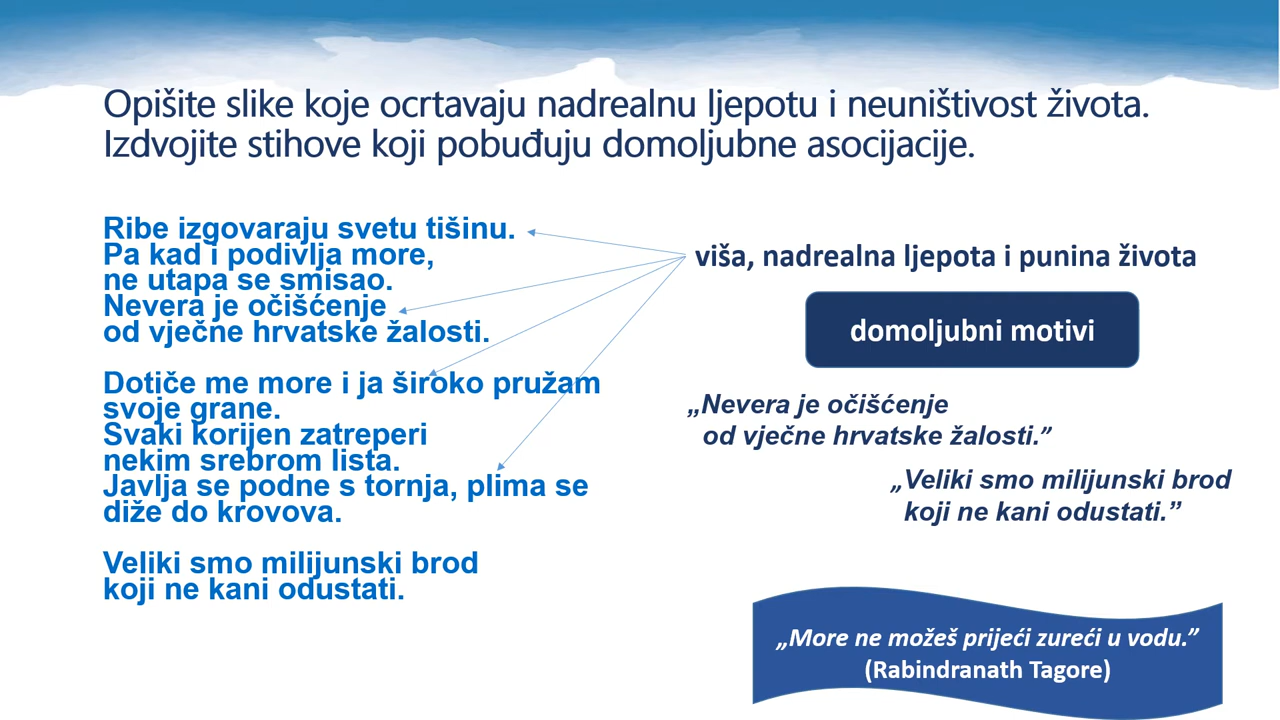 Opišite slike koje ocrtavaju nadrealnu ljepotu i neuništivost života.
Izdvojite stihove koji pobuđuju domoljubne asocijacije.
Ribe izgovaraju svetu tišinu.
Pa kad i podivlja more,
ne utapa se smisao.
Nevera je očišćenje
od vječne hrvatske žalosti.
Dotiče me more i ja široko pružam
svoje grane.
Svaki korijen zatreperi
nekim srebrom lista.
Javlja se podne s tornja, plima se
diže do krovova.
Veliki smo milijunski brod
koji ne kani odustati.
viša, nadrealna ljepota i punina života
domoljubni motivi
„Nevera je očišćenje
od vječne hrvatske žalosti.”
„Veliki smo milijunski brod
koji ne kani odustati.”
„More ne možeš prijeći zureći u vodu.”
(Rabindranath Tagore)